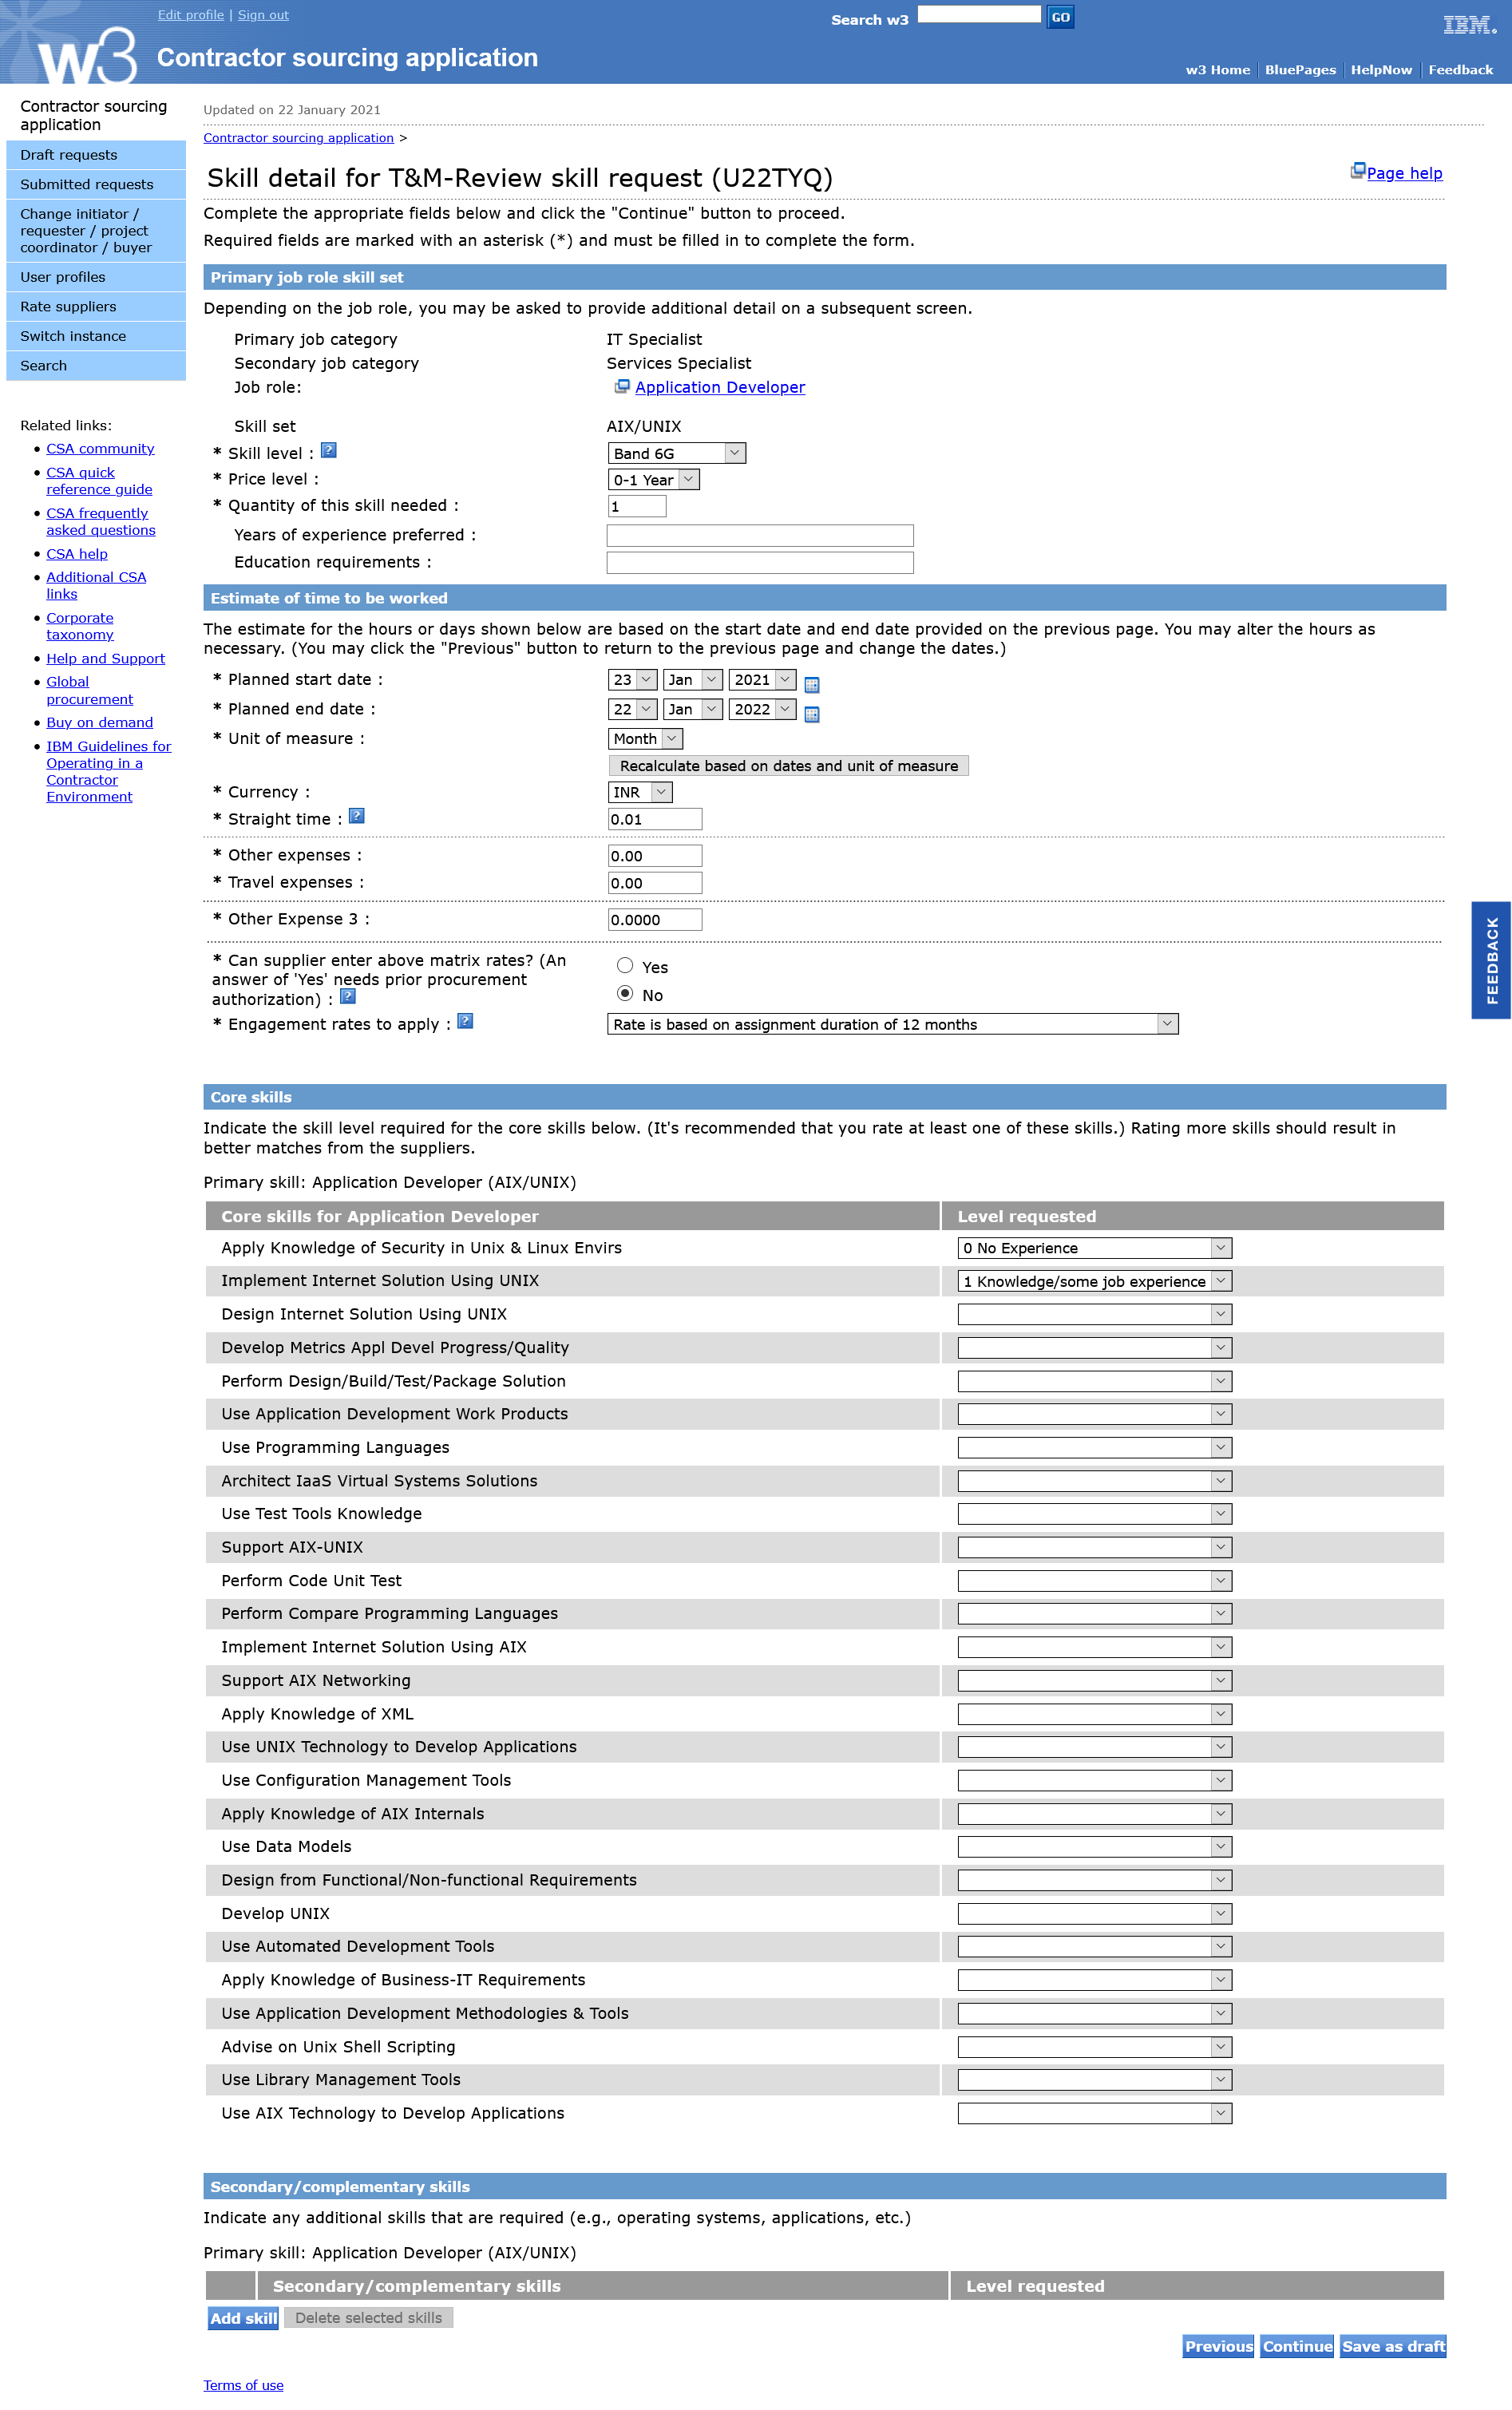 Edit profile | Sign out
Search w3 GO
IBM.
w3 Contractor sourcing application
w3 Home BluePages HelpNow Feedback
Contractor sourcing
application
Draft requests
Submitted requests
Change initiator /
requester / project
coordinator / buyer
User profiles
Rate suppliers
Switch instance
Search
Related links:
• CSA community
• CSA quick
reference guide
• CSA frequently
asked questions
• CSA help
• Additional CSA
links
• Corporate
taxonomy
• Help and Support
• Global
procurement
• Buy on demand
• IBM Guidelines for
Operating in a
Contractor
Environment
Updated on 22 January 2021
Contractor sourcing application >
Skill detail for T&M-Review skill request (U22TYQ)
Page help
Complete the appropriate fields below and click the "Continue" button to proceed.
Required fields are marked with an asterisk (*) and must be filled in to complete the form.
Primary job role skill set
Depending on the job role, you may be asked to provide additional detail on a subsequent screen.
Primary job category IT Specialist
Secondary job category Services Specialist
Job role: Application Developer
Skill set AIX/UNIX
* Skill level : ? Band 6G
* Price level : 0-1 Year
* Quantity of this skill needed : 1
Years of experience preferred :
Education requirements :
Estimate of time to be worked
The estimate for the hours or days shown below are based on the start date and end date provided on the previous page. You may alter the hours as
necessary. (You may click the "Previous" button to return to the previous page and change the dates.)
* Planned start date : 23 Jan 2021
* Planned end date : 22 Jan 2022
* Unit of measure : Month
Recalculate based on dates and unit of measure
* Currency : INR
* Straight time : ? 0.01
* Other expenses : 0.00
* Travel expenses : 0.00
* Other Expense 3 : 0.0000
* Can supplier enter above matrix rates? (An
answer of 'Yes' needs prior procurement
authorization) : ?
Yes
No
* Engagement rates to apply : ? Rate is based on assignment duration of 12 months
FEEDBACK
Core skills
Indicate the skill level required for the core skills below. (It's recommended that you rate at least one of these skills.) Rating more skills should result in
better matches from the suppliers.
Primary skill: Application Developer (AIX/UNIX)
Core skills for Application Developer Level requested
Apply Knowledge of Security in Unix & Linux Envirs 0 No Experience
Implement Internet Solution Using UNIX 1 Knowledge/some job experience
Design Internet Solution Using UNIX
Develop Metrics Appl Devel Progress/Quality
Perform Design/Build/Test/Package Solution
Use Application Development Work Products
Use Programming Languages
Architect IaaS Virtual Systems Solutions
Use Test Tools Knowledge
Support AIX-UNIX
Perform Code Unit Test
Perform Compare Programming Languages
Implement Internet Solution Using AIX
Support AIX Networking
Apply Knowledge of XML
Use UNIX Technology to Develop Applications
Use Configuration Management Tools
Apply Knowledge of AIX Internals
Use Data Models
Design from Functional/Non-functional Requirements
Develop UNIX
Use Automated Development Tools
Apply Knowledge of Business-IT Requirements
Use Application Development Methodologies & Tools
Advise on Unix Shell Scripting
Use Library Management Tools
Use AIX Technology to Develop Applications
Secondary/complementary skills
Indicate any additional skills that are required (e.g., operating systems, applications, etc.)
Primary skill: Application Developer (AIX/UNIX)
Secondary/complementary skills Level requested
Add skill Delete selected skills
Previous Continue Save as draft
Terms of use